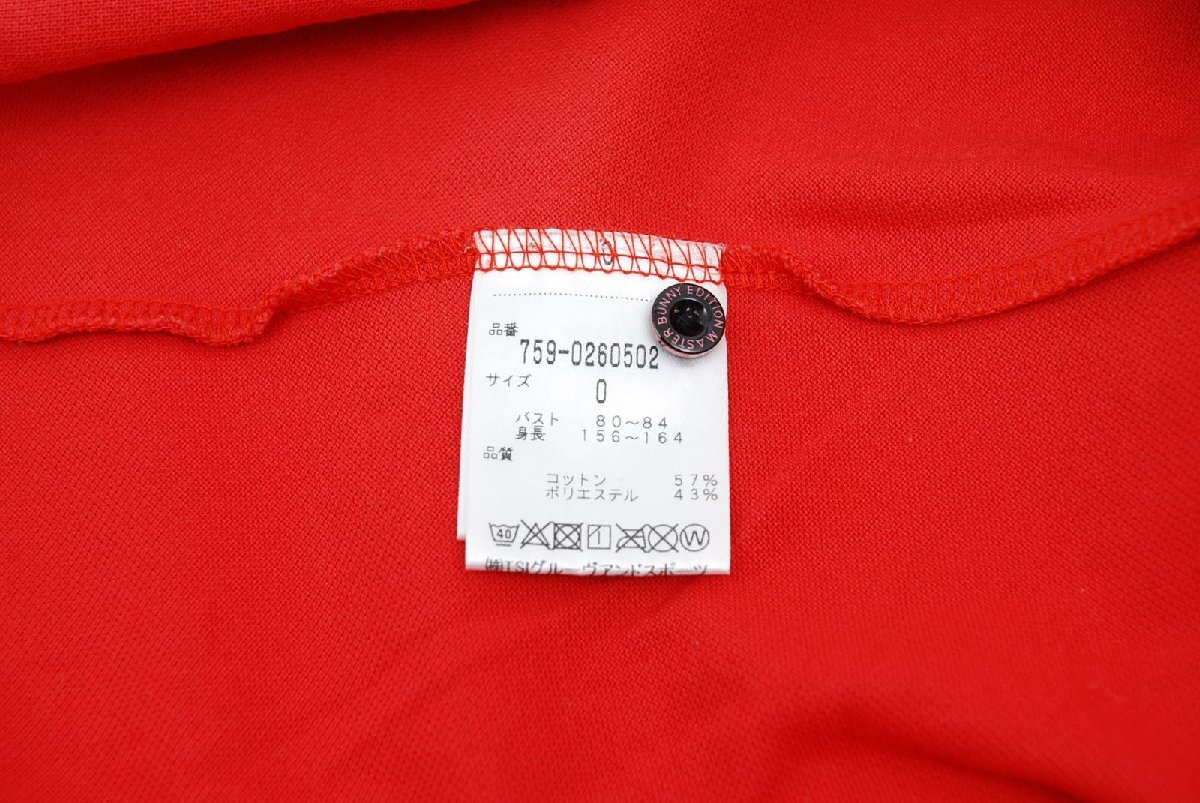 MASTER BUNNY EDITION
品番
759-0260502
サイズ
0
バスト 80～84
身長 156～164
品質
コットン 57%
ポリエステル 43%
40 W
㈱TSIグルーヴアンドスポーツ